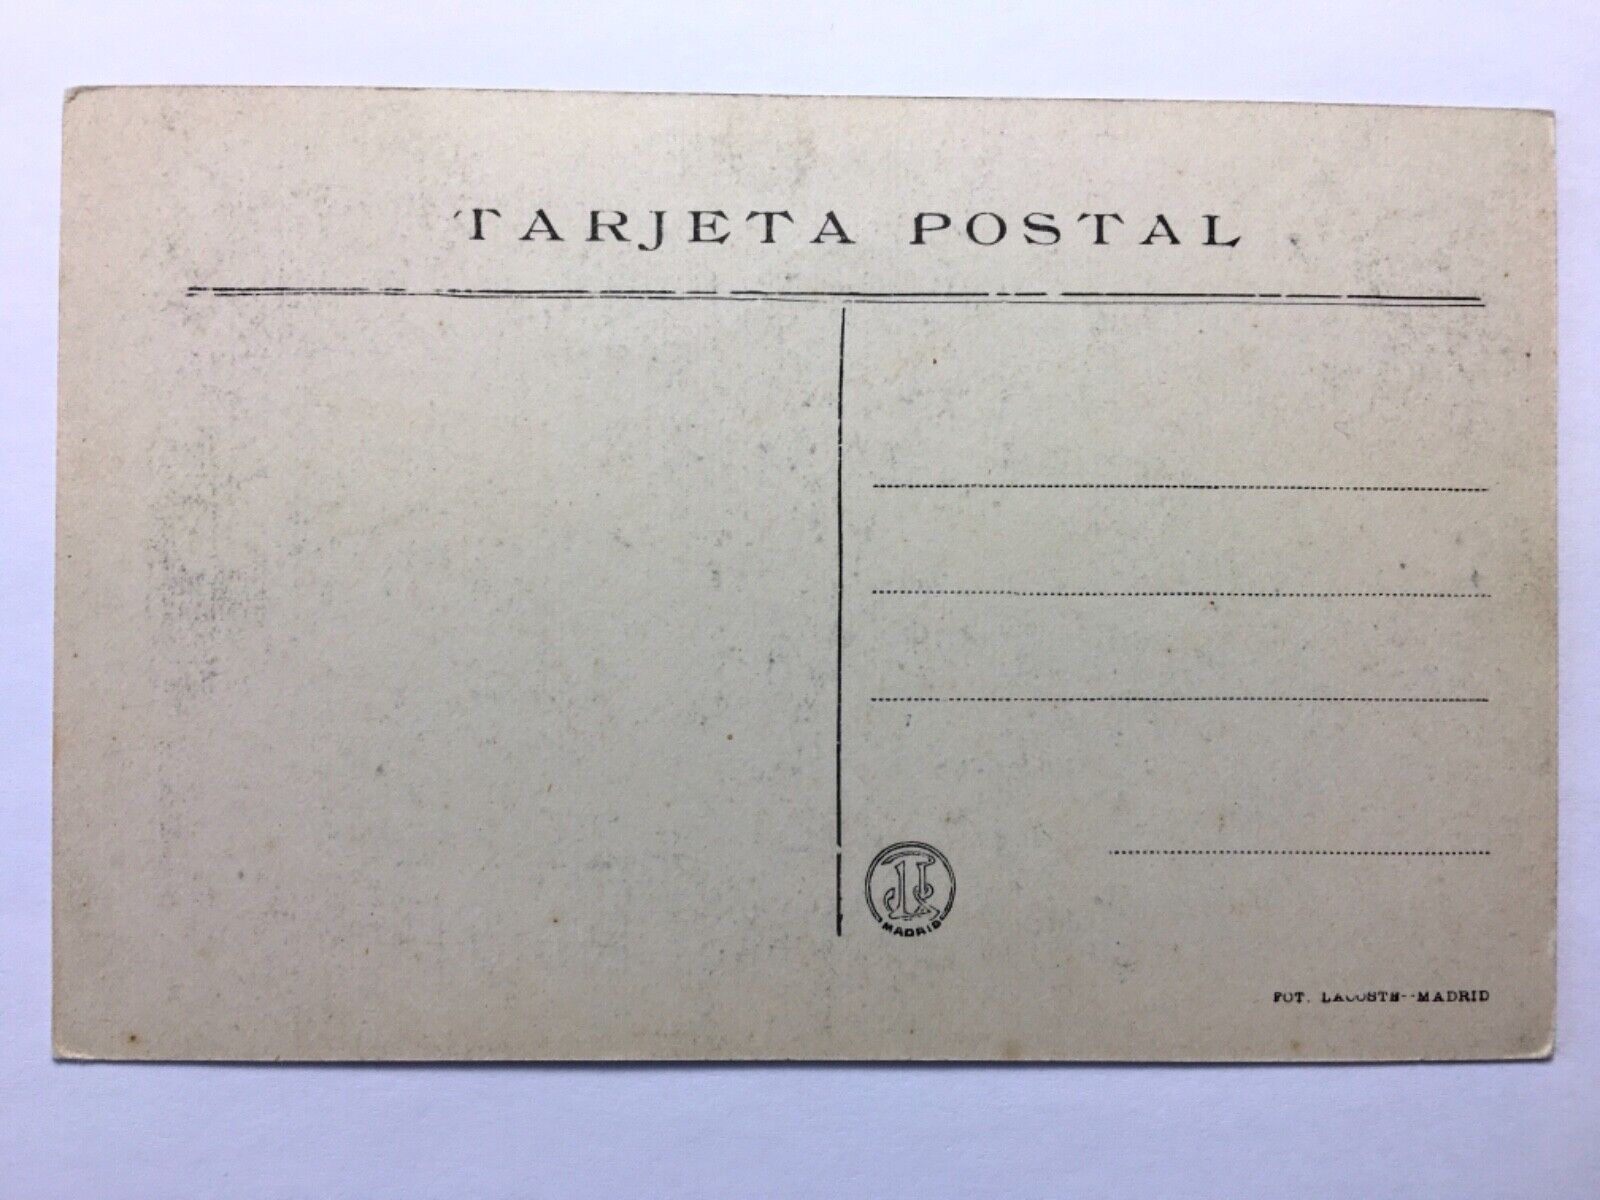 TARJETA POSTAL
MADRID
FOT. LACOSTE--MADRID